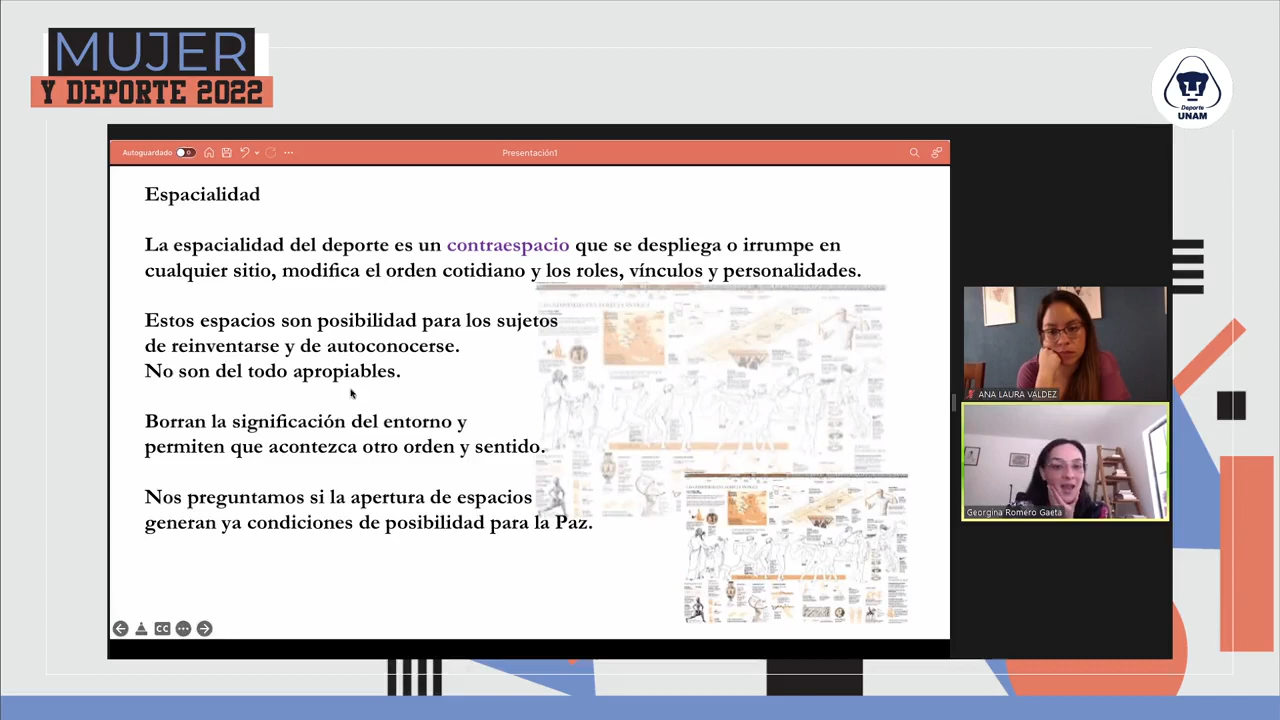 MUJER
Y DEPORTE 2022
Deporte
UNAM
Autoguardado
Presentación1
Espacialidad
La espacialidad del deporte es un contraespacio que se despliega o irrumpe en
cualquier sitio, modifica el orden cotidiano y los roles, vínculos y personalidades.
Estos espacios son posibilidad para los sujetos
de reinventarse y de autoconocerse.
No son del todo apropiables.
Borran la significación del entorno y
permiten que acontezca otro orden y sentido.
Nos preguntamos si la apertura de espacios
generan ya condiciones de posibilidad para la Paz.
CC
ANA LAURA VALDEZ
Georgina Romero Gaeta